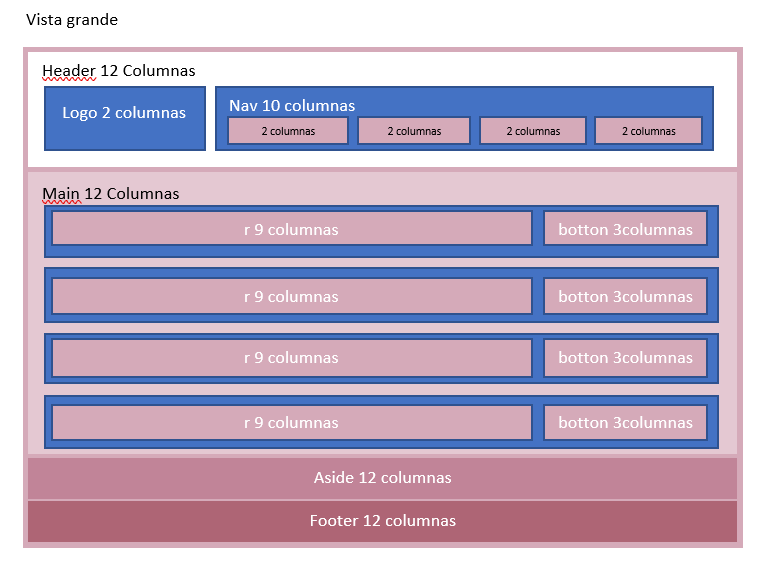 Vista grande
Header 12 Columnas
Logo 2 columnas
Nav 10 columnas
2 columnas
2 columnas
2 columnas
2 columnas
Main 12 Columnas
r 9 columnas
botton 3columnas
r 9 columnas
botton 3columnas
r 9 columnas
botton 3columnas
r 9 columnas
botton 3columnas
Aside 12 columnas
Footer 12 columnas